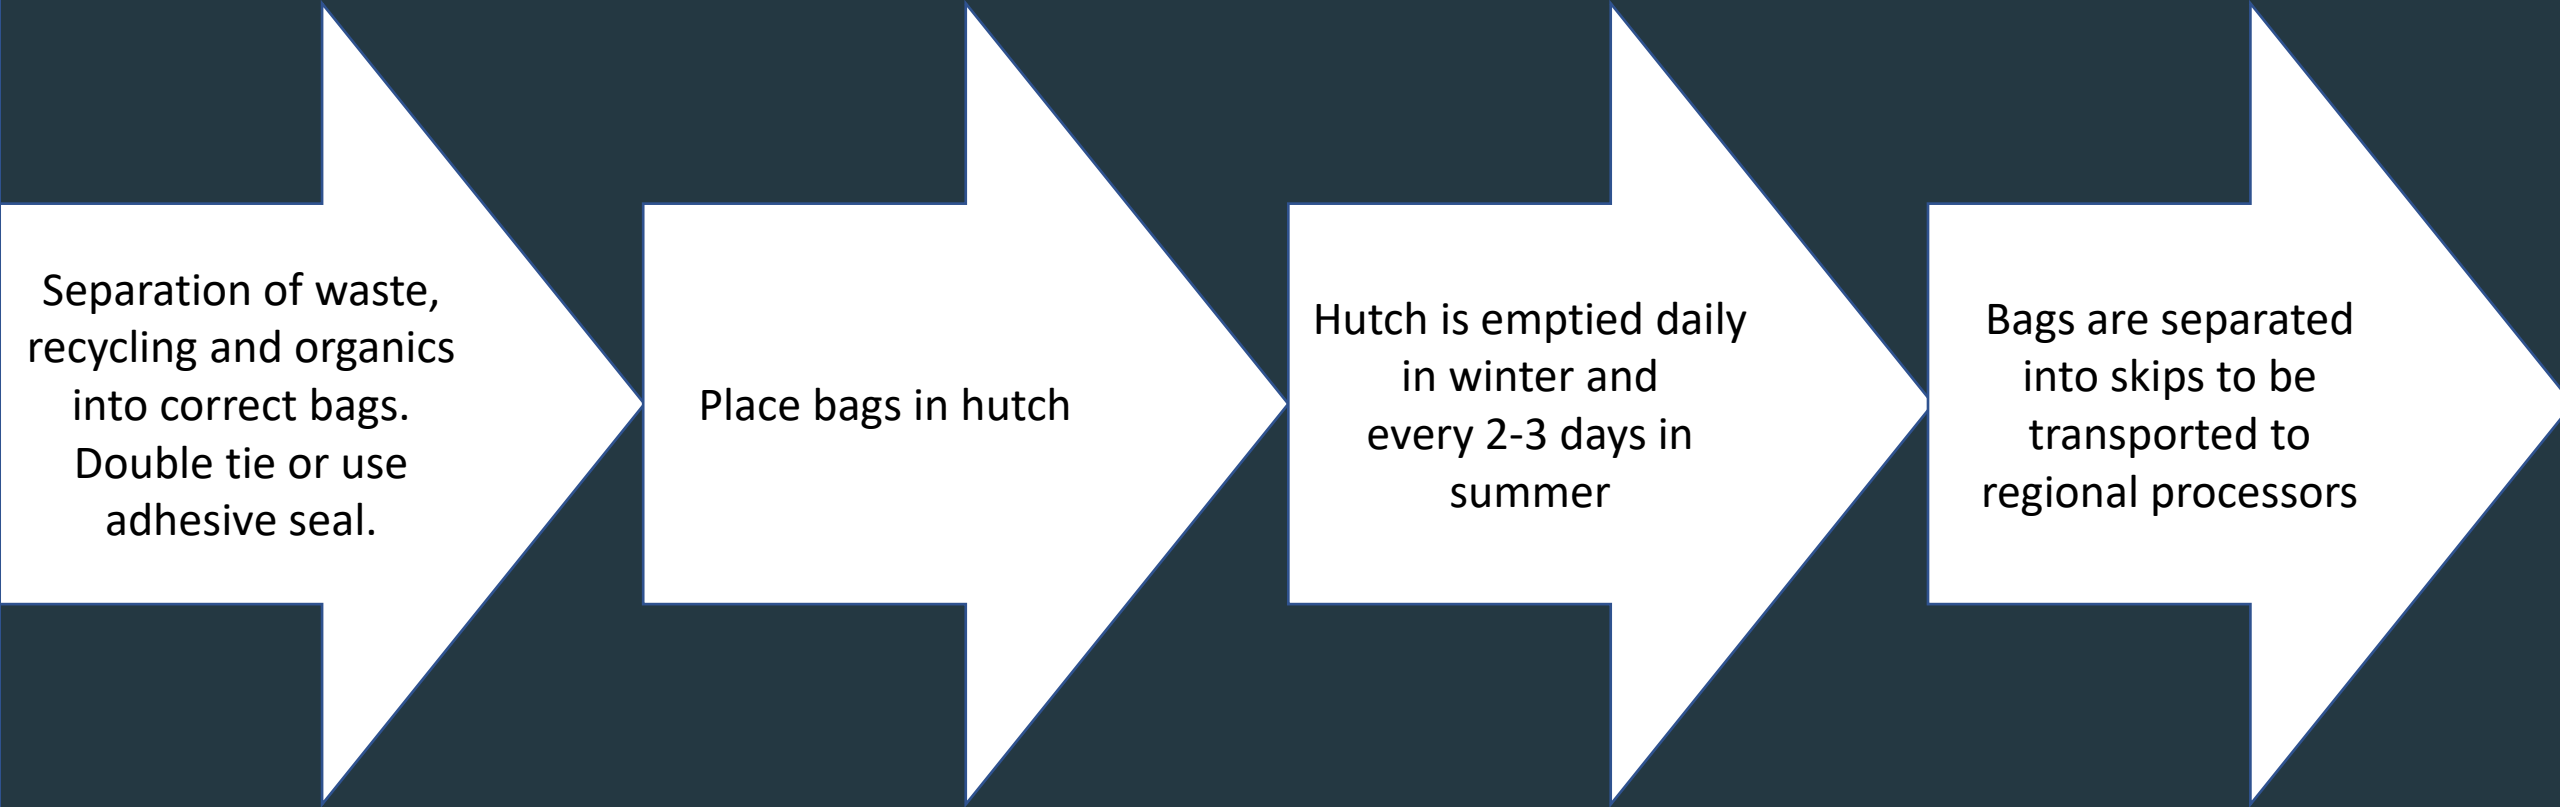 Separation of waste,
recycling and organics
into correct bags.
Double tie or use
adhesive seal.
Place bags in hutch
Hutch is emptied daily
in winter and
every 2-3 days in
summer
Bags are separated
into skips to be
transported to
regional processors